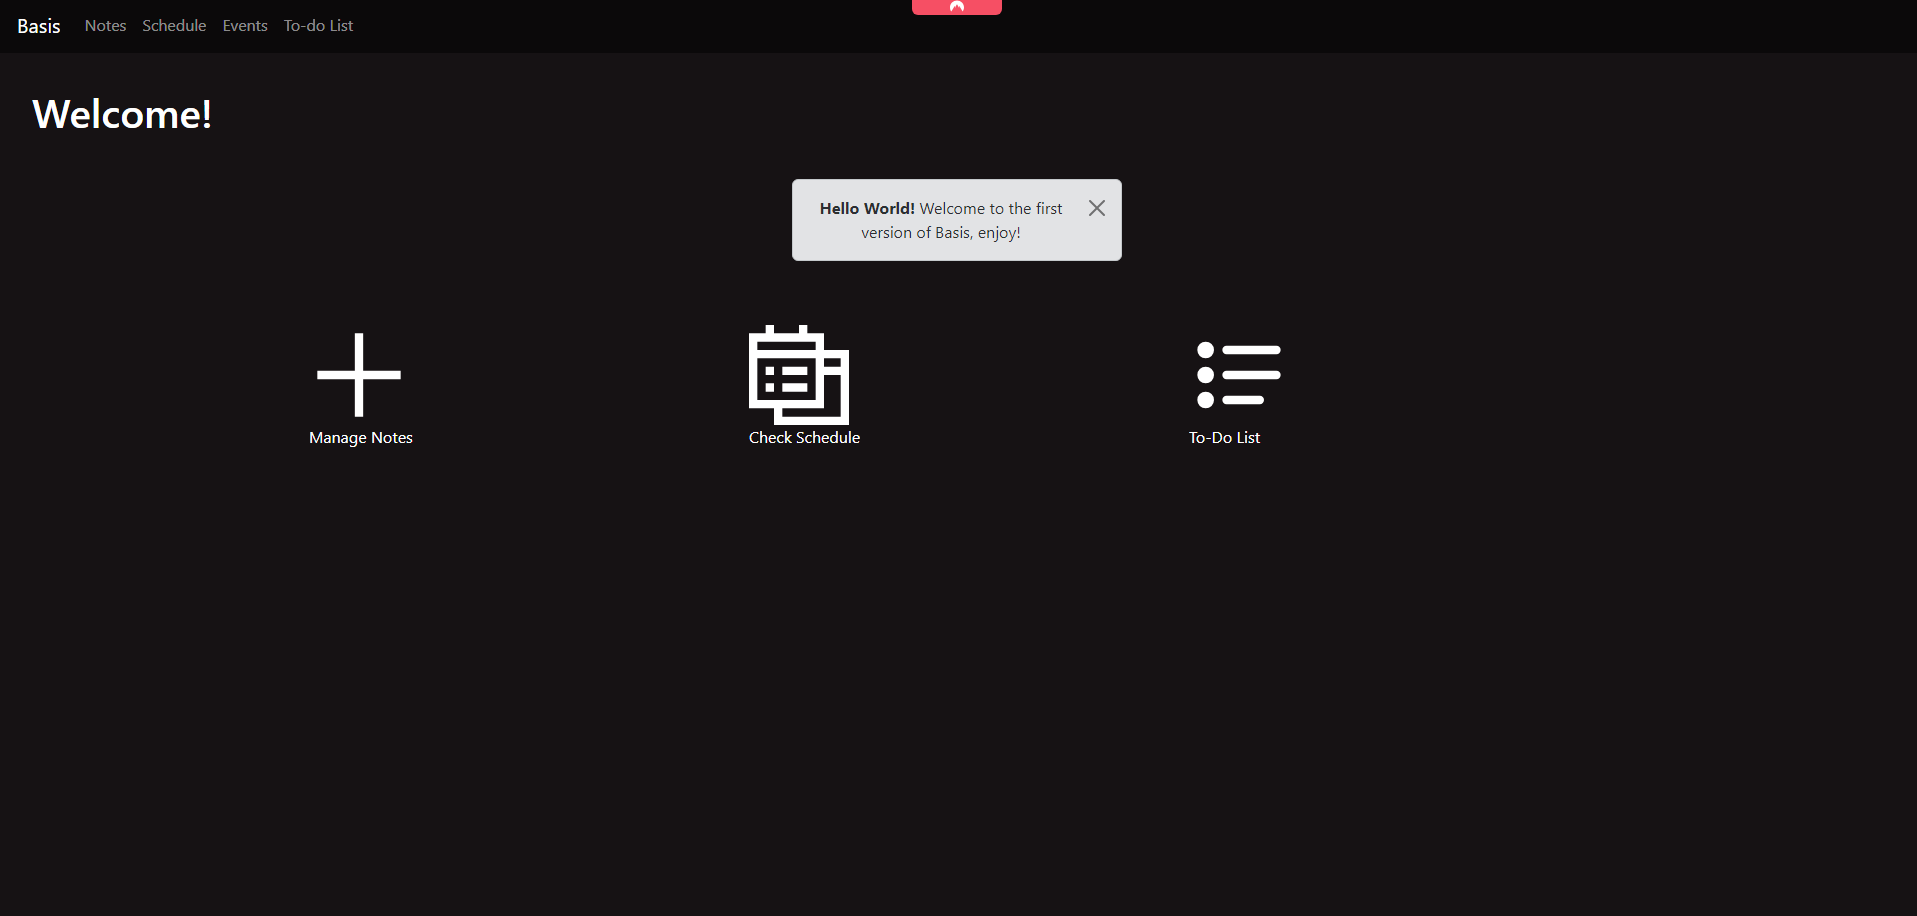 Basis Notes Schedule Events To-do List
Welcome!
Hello World! Welcome to the first
version of Basis, enjoy!
Manage Notes
Check Schedule
To-Do List